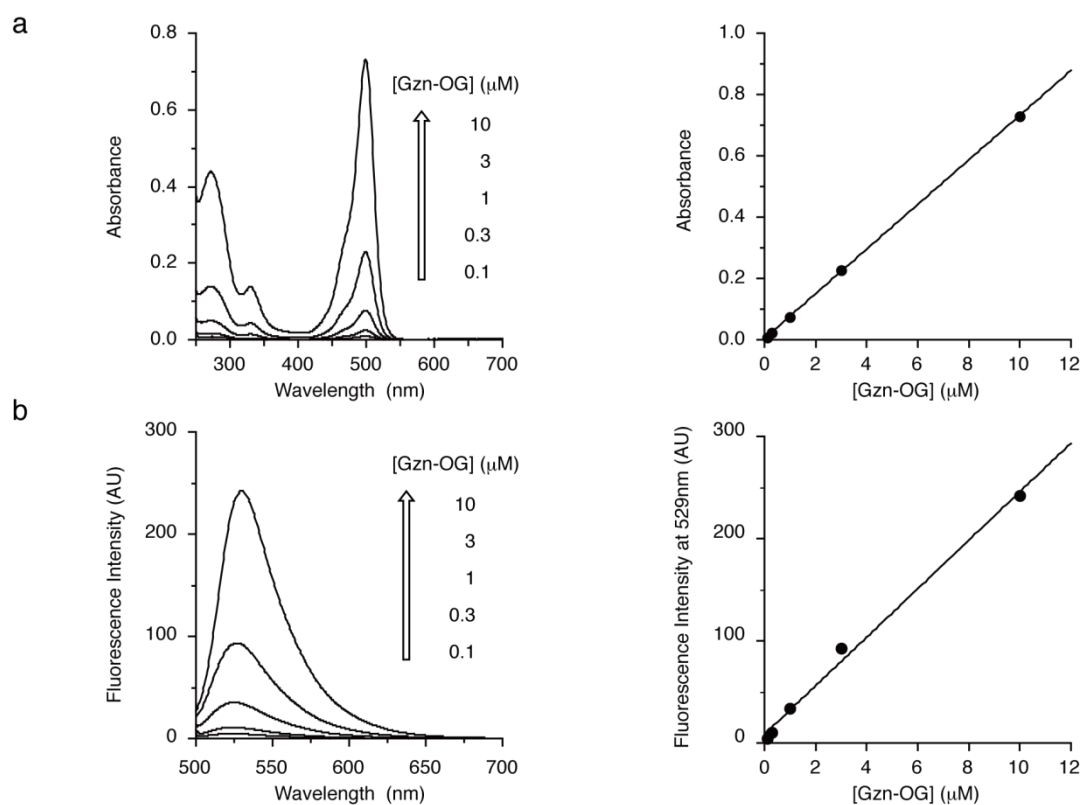 a
0.8
0.6
0.4
0.2
0.0
Absorbance
300 400 500 600 700
Wavelength (nm)
[Gzn-OG] (μM)
10
3
1
0.3
0.1
1.0
0.8
0.6
0.4
0.2
0.0
Absorbance
0 2 4 6 8 10 12
[Gzn-OG] (μM)
b
300
200
100
0
Fluorescence Intensity (AU)
500 550 600 650 700
Wavelength (nm)
[Gzn-OG] (μM)
10
3
1
0.3
0.1
300
200
100
0
Fluorescence Intensity at 529nm (AU)
0 2 4 6 8 10 12
[Gzn-OG] (μM)